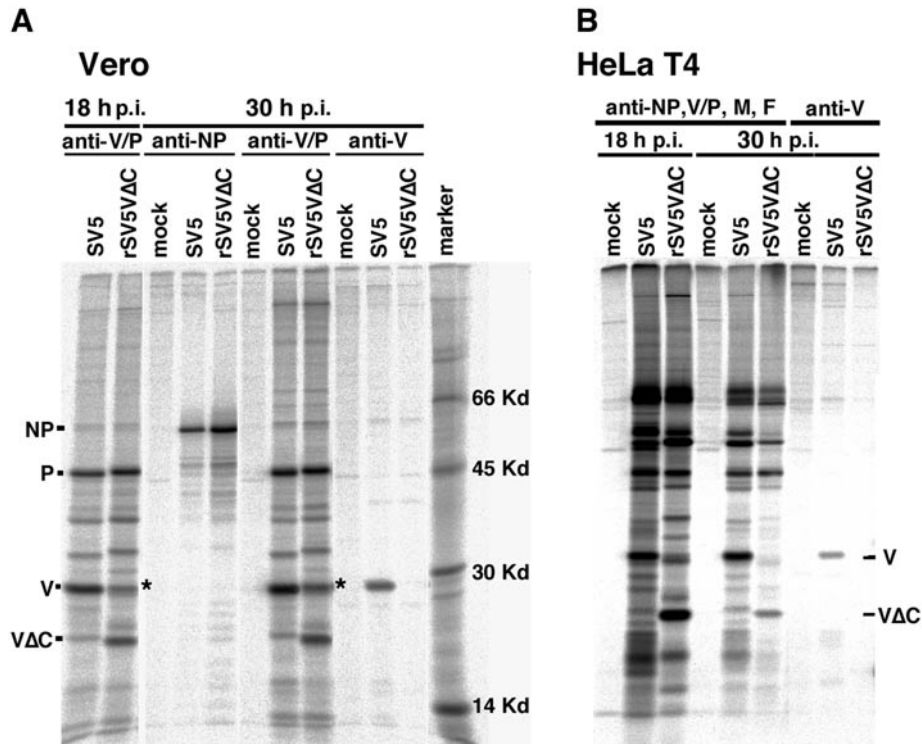 A
Vero
18 h p.i. 30 h p.i.
anti-V/P anti-NP anti-V/P anti-V
SV5 rSV5VΔC mock SV5 rSV5VΔC mock SV5 rSV5VΔC mock SV5 rSV5VΔC marker
66 Kd
NP
P 45 Kd
30 Kd
V * *
VΔC
14 Kd
B
HeLa T4
anti-NP,V/P, M, F anti-V
18 h p.i. 30 h p.i.
mock SV5 rSV5VΔC mock SV5 rSV5VΔC mock SV5 rSV5VΔC
V
VΔC